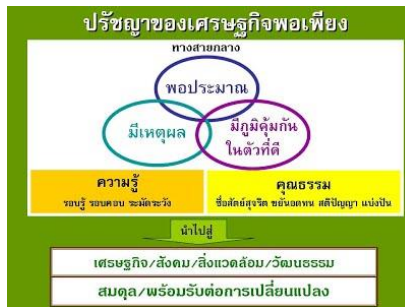 ปรัชญาของเศรษฐกิจพอเพียง
ทางสายกลาง
พอประมาณ
มีเหตุผล
มีภูมิคุ้มกัน
ในตัวที่ดี
ความรู้
รอบรู้ รอบคอบ ระมัดระวัง
คุณธรรม
ซื่อสัตย์สุจริต ขยันอดทน สติปัญญา แบ่งปัน
นำไปสู่
เศรษฐกิจ/สังคม/สิ่งแวดล้อม/วัฒนธรรม
สมดุล/พร้อมรับต่อการเปลี่ยนแปลง